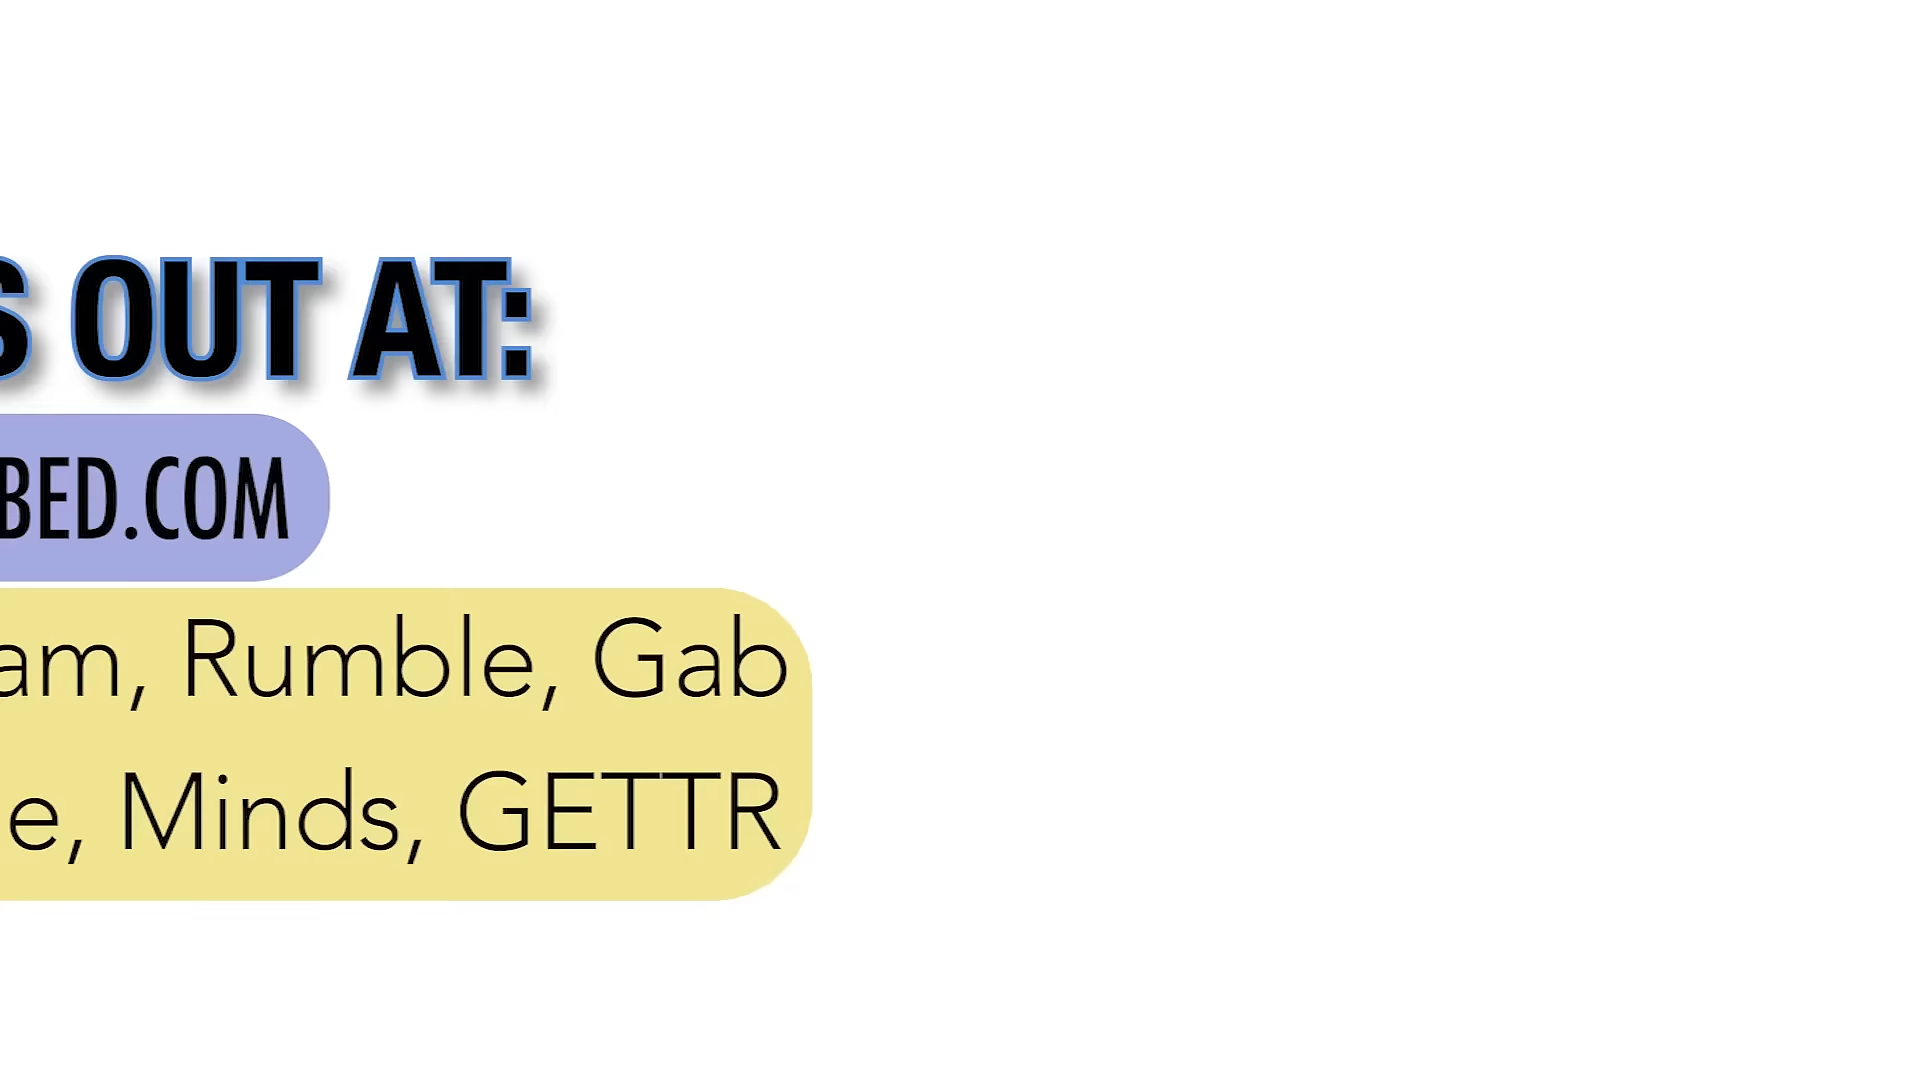 S OUT AT:
BED.COM
am, Rumble, Gab
e, Minds, GETTR